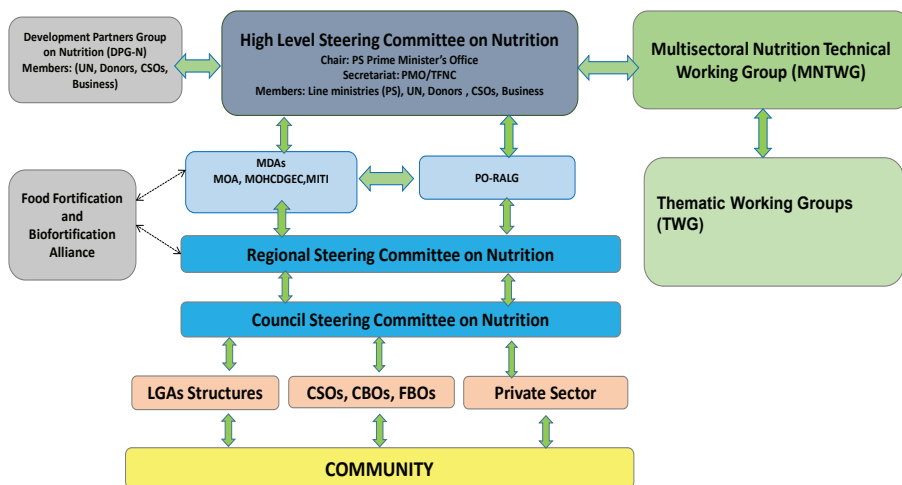 Development Partners Group
on Nutrition (DPG-N)
Members: (UN, Donors, CSOs,
Business)
High Level Steering Committee on Nutrition
Chair: PS Prime Minister's Office
Secretariat: PMO/TFNC
Members: Line ministries (PS), UN, Donors , CSOs, Business
Multisectoral Nutrition Technical
Working Group (MNTWG)
MDAs
MOA, MOHCDGEC,MITI
PO-RALG
Food Fortification
and
Biofortification
Alliance
Thematic Working Groups
(TWG)
Regional Steering Committee on Nutrition
Council Steering Committee on Nutrition
LGAs Structures
CSOs, CBOs, FBOs
Private Sector
COMMUNITY